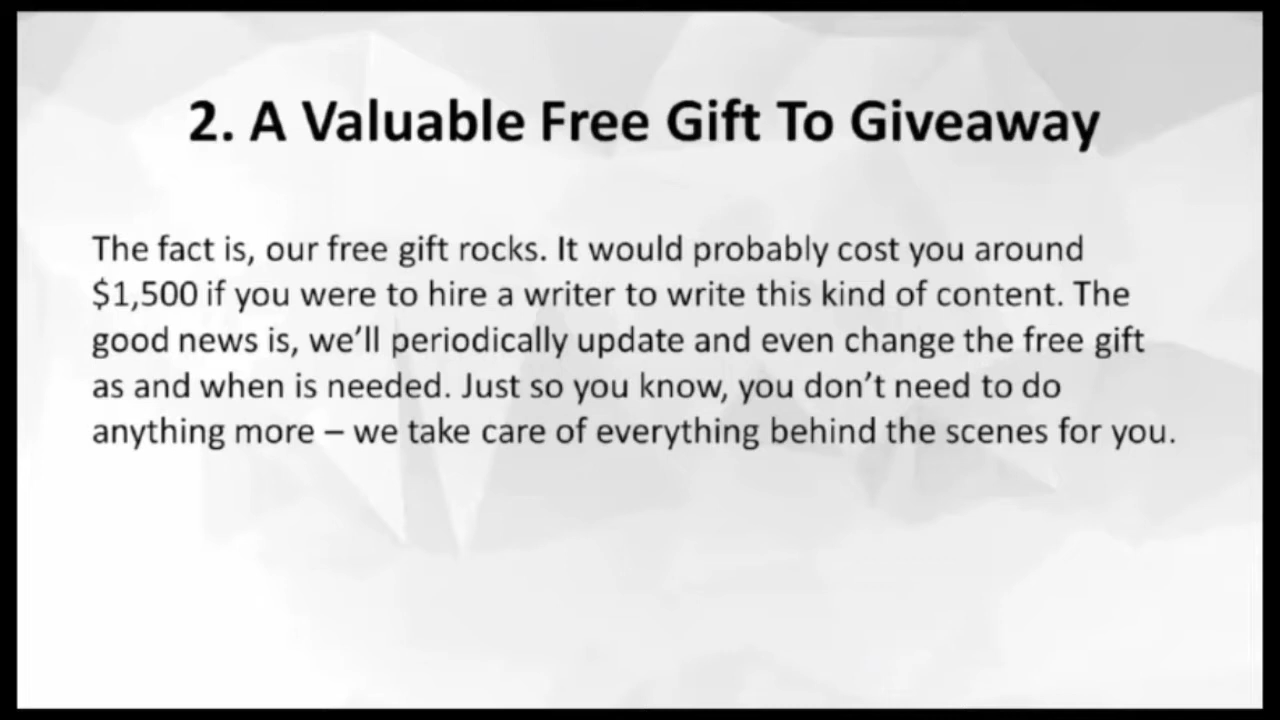 2. A Valuable Free Gift To Giveaway
The fact is, our free gift rocks. It would probably cost you around
$1,500 if you were to hire a writer to write this kind of content. The
good news is, we’ll periodically update and even change the free gift
as and when is needed. Just so you know, you don’t need to do
anything more – we take care of everything behind the scenes for you.